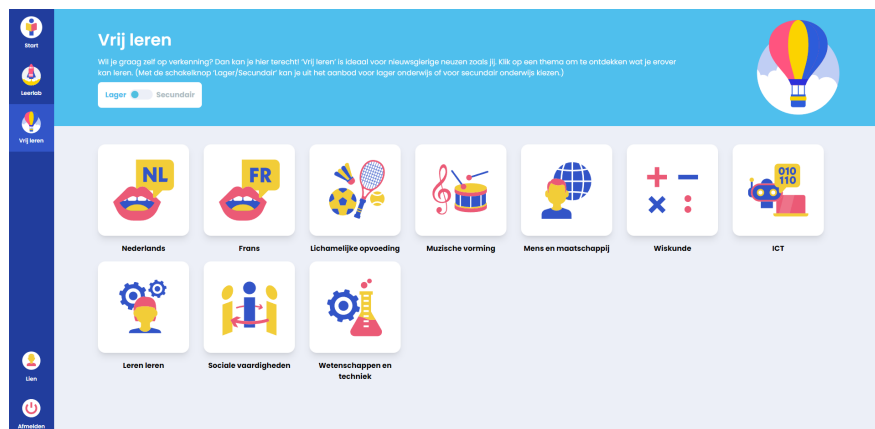 Start
Leerlab
Vrij leren
Lien
Afmelden
Vrij leren
Wil je graag zelf op verkenning? Dan kan je hier terecht! 'Vrij leren' is ideaal voor nieuwsgierige neuzen zoals jij. Klik op een thema om te ontdekken wat je erover
kan leren. (Met de schakelknop 'Lager/Secundair' kan je uit het aanbod voor lager onderwijs of voor secundair onderwijs kiezen.)
Lager Secundair
NL
FR
010
110
Nederlands
Frans
Lichamelijke opvoeding
Muzische vorming
Mens en maatschappij
Wiskunde
ICT
Leren leren
Sociale vaardigheden
Wetenschappen en
techniek